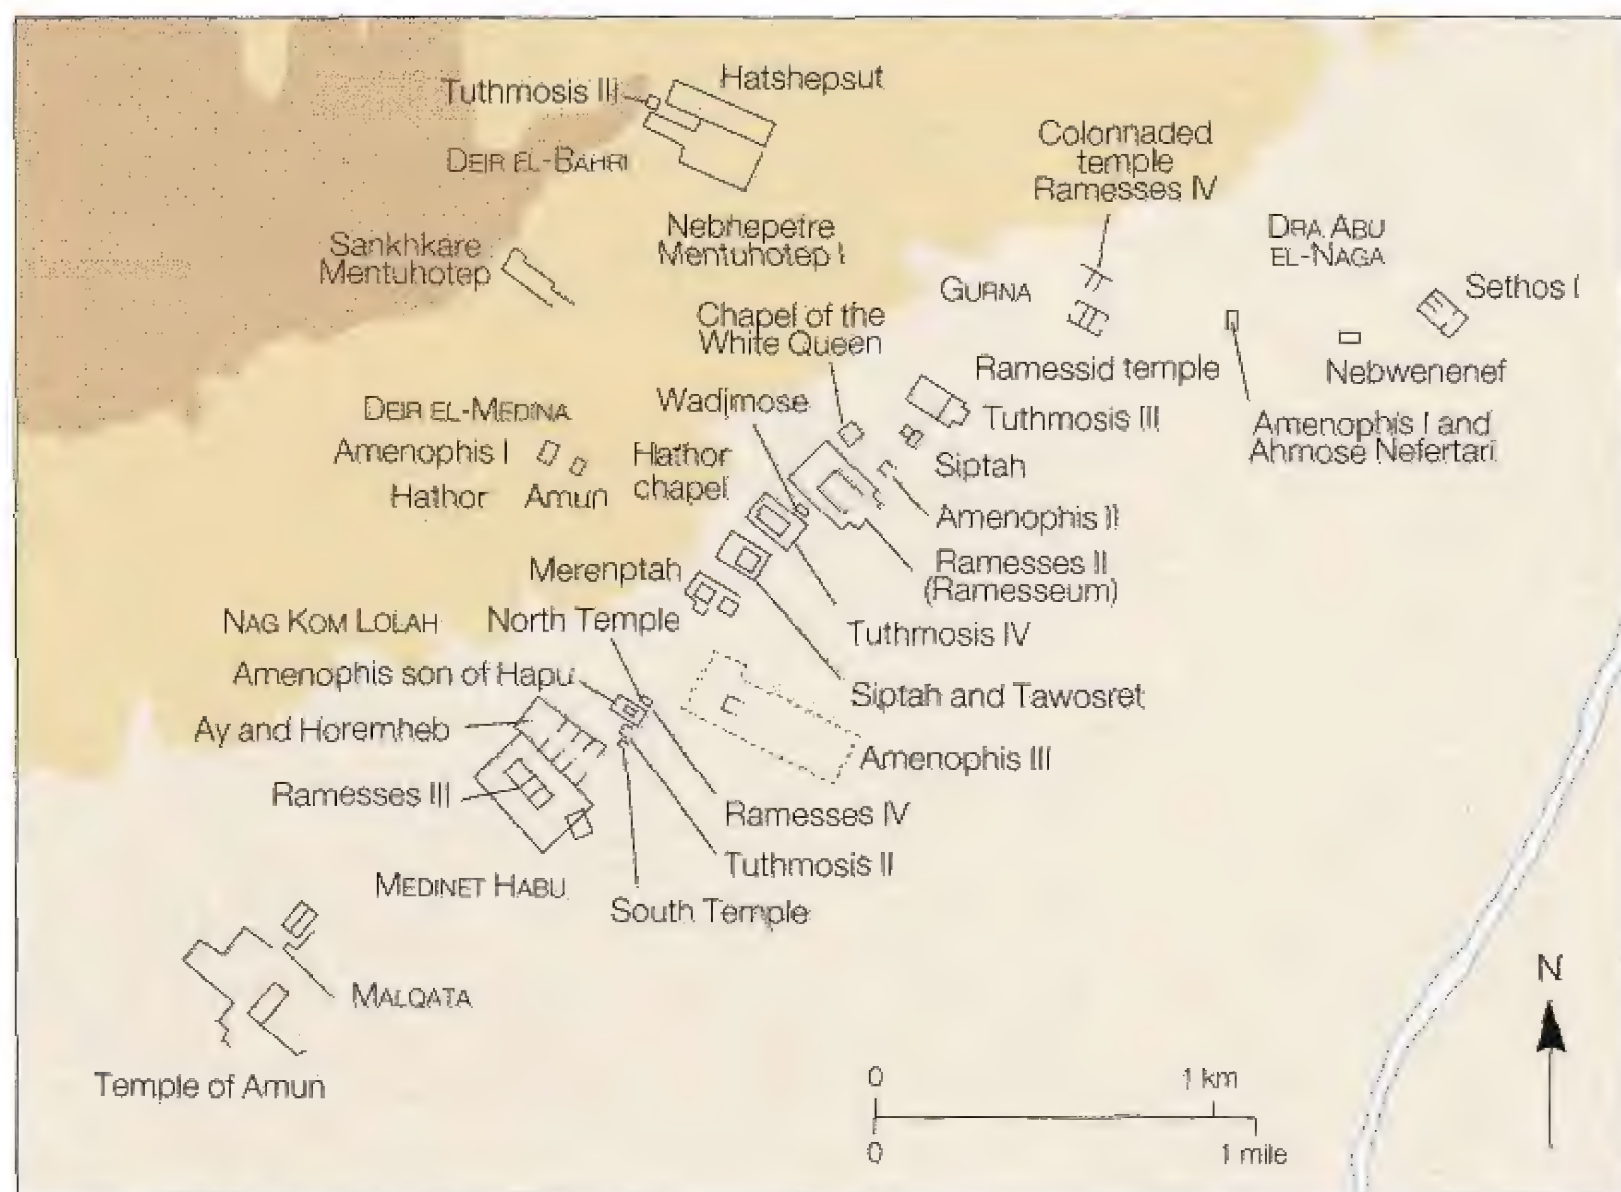 Tuthmosis III
Hatshepsut
DEIR EL-BAHRI
Colonnaded
temple
Ramesses IV
Nebhepetre
Mentuhotep I
Sankhkare
Mentuhotep
DRA ABU
EL-NAGA
GURNA
Sethos I
Chapel of the
White Queen
Ramessid temple
Nebwenenef
Wadjmose
DEIR EL-MEDINA
Tuthmosis III
Amenophis I and
Ahmose Nefertari
Amenophis I
Hathor
chapel
Siptah
Hathor
Amun
Amenophis II
Merenptah
Ramesses II
(Ramesseum)
NAG KOM LOLAH
North Temple
Tuthmosis IV
Amenophis son of Hapu
Siptah and Tawosret
Ay and Horemheb
Amenophis III
Ramesses III
Ramesses IV
Tuthmosis II
MEDINET HABU
South Temple
MALQATA
N
Temple of Amun
0
1 km
0
1 mile